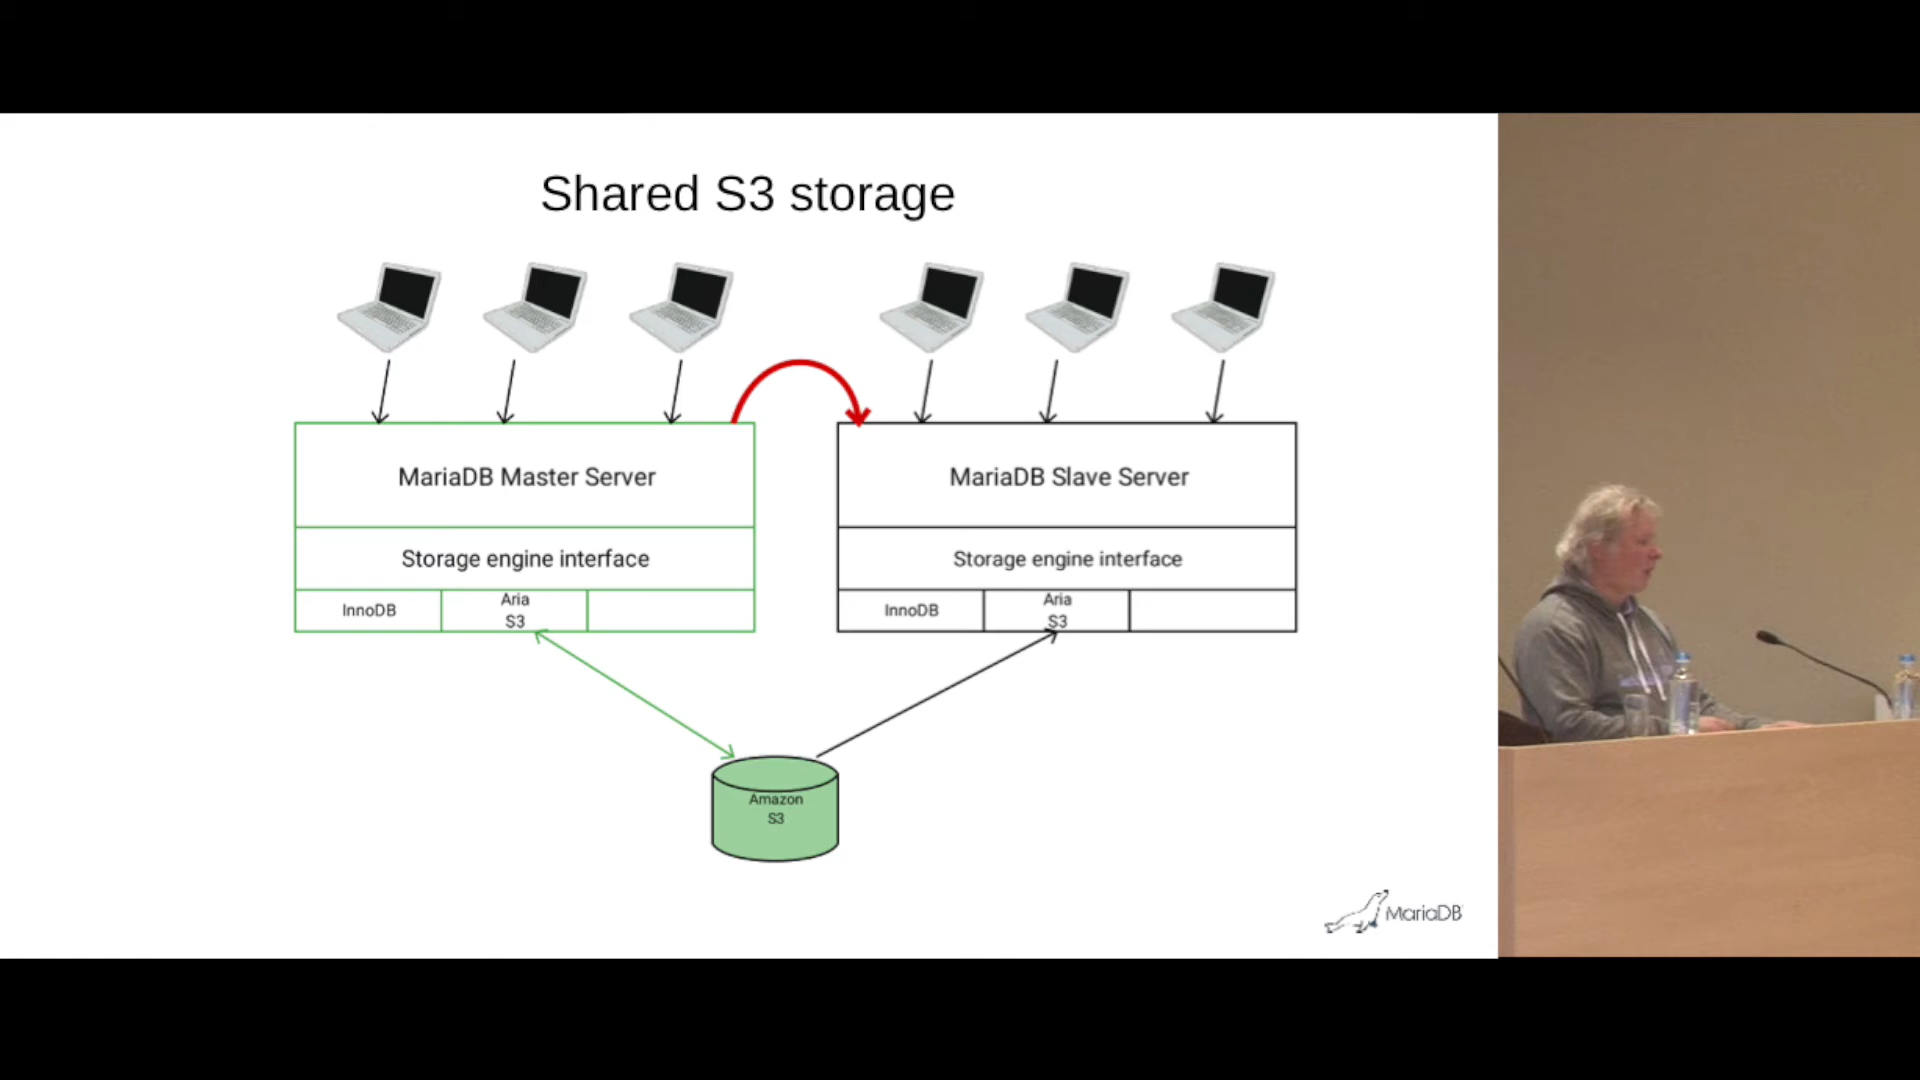 Shared S3 storage
MariaDB Master Server
Storage engine interface
InnoDB
Aria
S3
MariaDB Slave Server
Storage engine interface
InnoDB
Aria
S3
Amazon
S3
MariaDB